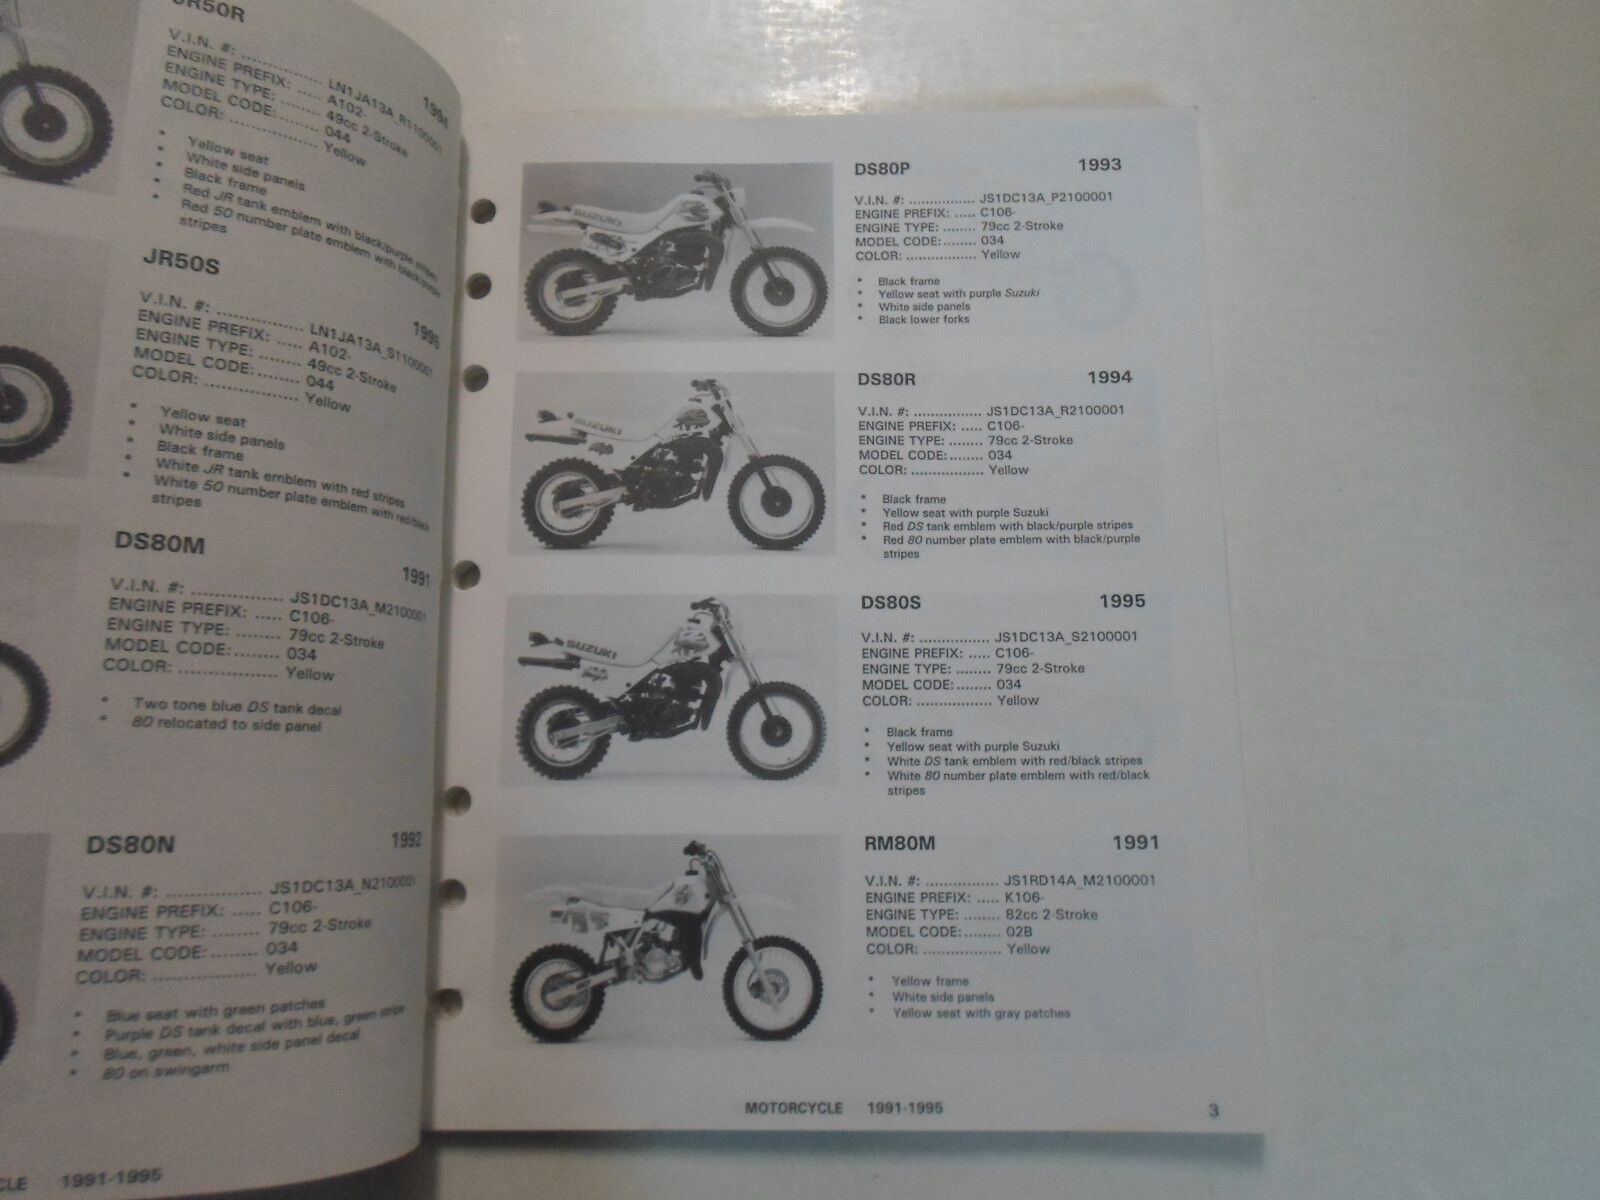 JR50R
1994
V.I.N. #: ................ LN1JA13A_R1100001
ENGINE PREFIX: ..... A102-
ENGINE TYPE: ........ 49cc 2-Stroke
MODEL CODE:........ 044
COLOR: ................. Yellow
* Yellow seat
* White side panels
* Black frame
* Red JR tank emblem with black/purple stripes
* Red 50 number plate emblem with black/purple
stripes
JR50S
1995
V.I.N. #: ................ LN1JA13A_S1100001
ENGINE PREFIX: ..... A102-
ENGINE TYPE: ........ 49cc 2-Stroke
MODEL CODE:........ 044
COLOR: ................. Yellow
* Yellow seat
* White side panels
* Black frame
* White JR tank emblem with red stripes
* White 50 number plate emblem with red/black
stripes
DS80M
1991
V.I.N. #: ................ JS1DC13A_M2100001
ENGINE PREFIX: ..... C106-
ENGINE TYPE: ........ 79cc 2-Stroke
MODEL CODE:........ 034
COLOR: ................. Yellow
* Two tone blue DS tank decal
* 80 relocated to side panel
DS80N 1992
V.I.N. #: ................ JS1DC13A_N2100001
ENGINE PREFIX: ..... C106-
ENGINE TYPE: ........ 79cc 2-Stroke
MODEL CODE:........ 034
COLOR: ................. Yellow
* Blue seat with green patches
* Purple DS tank decal with blue, green stripe
* Blue, green, white side panel decal
* 80 on swingarm
CLE 1991-1995
SUZUKI
DS80P 1993
V.I.N. #: ................ JS1DC13A_P2100001
ENGINE PREFIX: ..... C106-
ENGINE TYPE: ........ 79cc 2-Stroke
MODEL CODE:........ 034
COLOR: ................. Yellow
* Black frame
* Yellow seat with purple Suzuki
* White side panels
* Black lower forks
SUZUKI
DS80R 1994
V.I.N. #: ................ JS1DC13A_R2100001
ENGINE PREFIX: ..... C106-
ENGINE TYPE: ........ 79cc 2-Stroke
MODEL CODE:........ 034
COLOR: ................. Yellow
* Black frame
* Yellow seat with purple Suzuki
* Red DS tank emblem with black/purple stripes
* Red 80 number plate emblem with black/purple
stripes
SUZUKI
DS80S 1995
V.I.N. #: ................ JS1DC13A_S2100001
ENGINE PREFIX: ..... C106-
ENGINE TYPE: ........ 79cc 2-Stroke
MODEL CODE:........ 034
COLOR: ................. Yellow
* Black frame
* Yellow seat with purple Suzuki
* White DS tank emblem with red/black stripes
* White 80 number plate emblem with red/black
stripes
RM80M 1991
V.I.N. #: ................ JS1RD14A_M2100001
ENGINE PREFIX: ..... K106-
ENGINE TYPE: ........ 82cc 2-Stroke
MODEL CODE:........ 02B
COLOR: ................. Yellow
* Yellow frame
* White side panels
* Yellow seat with gray patches
MOTORCYCLE 1991-1995
3